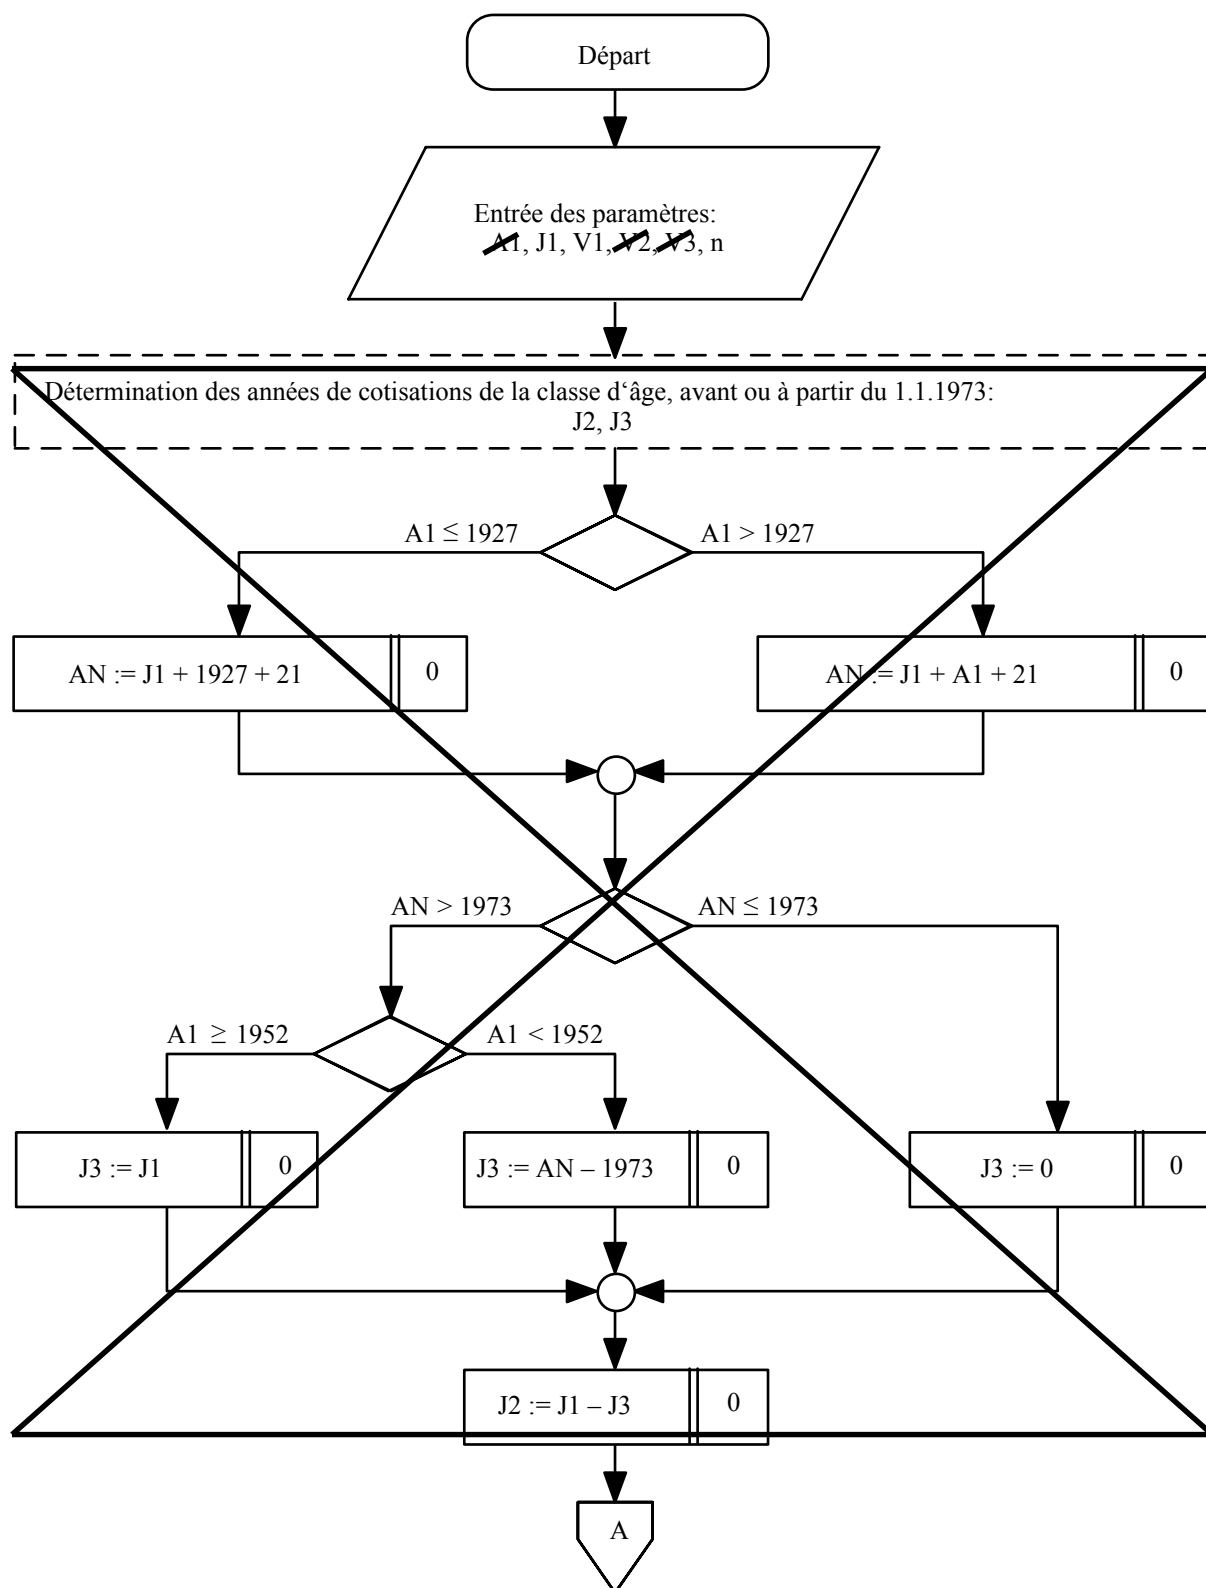 Départ
Entrée des paramètres:
A1, J1, V1, V2, V3, n
Détermination des années de cotisations de la classe d‘âge, avant ou à partir du 1.1.1973:
J2, J3
A1 ≤ 1927
A1 > 1927
AN := J1 + 1927 + 21
0
AN := J1 + A1 + 21
0
AN > 1973
AN ≤ 1973
A1 ≥ 1952
A1 < 1952
J3 := J1
0
J3 := AN – 1973
0
J3 := 0
0
J2 := J1 – J3
0
A